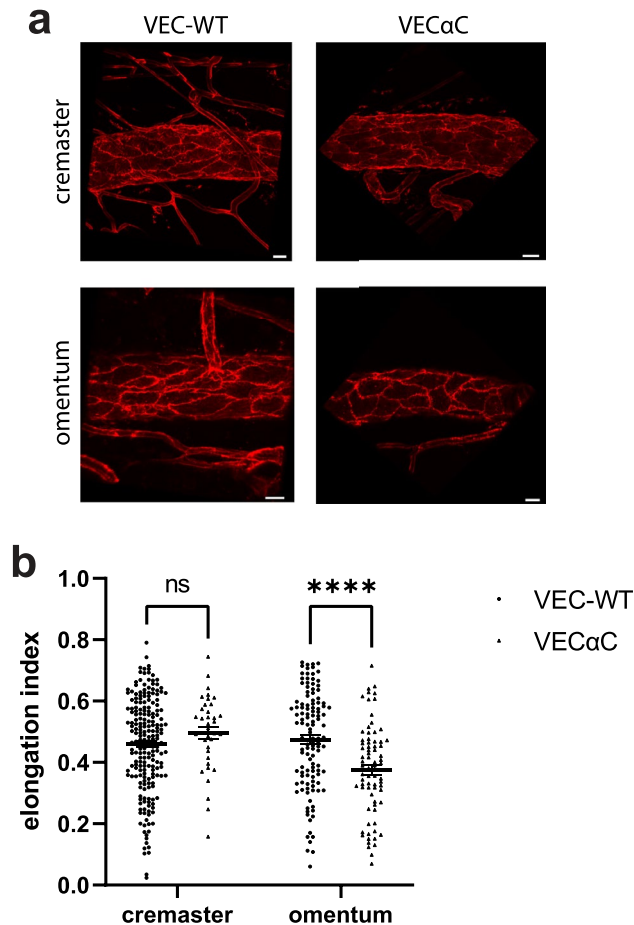 a
VEC-WT
VECαC
cremaster
omentum
b
elongation index
1.0
0.8
0.6
0.4
0.2
0.0
ns
****
cremaster
omentum
VEC-WT
VECαC